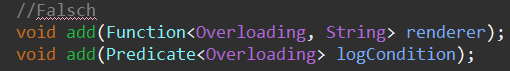 //Falsch
void add(Function<Overloading, String> renderer);
void add(Predicate<Overloading> logCondition);